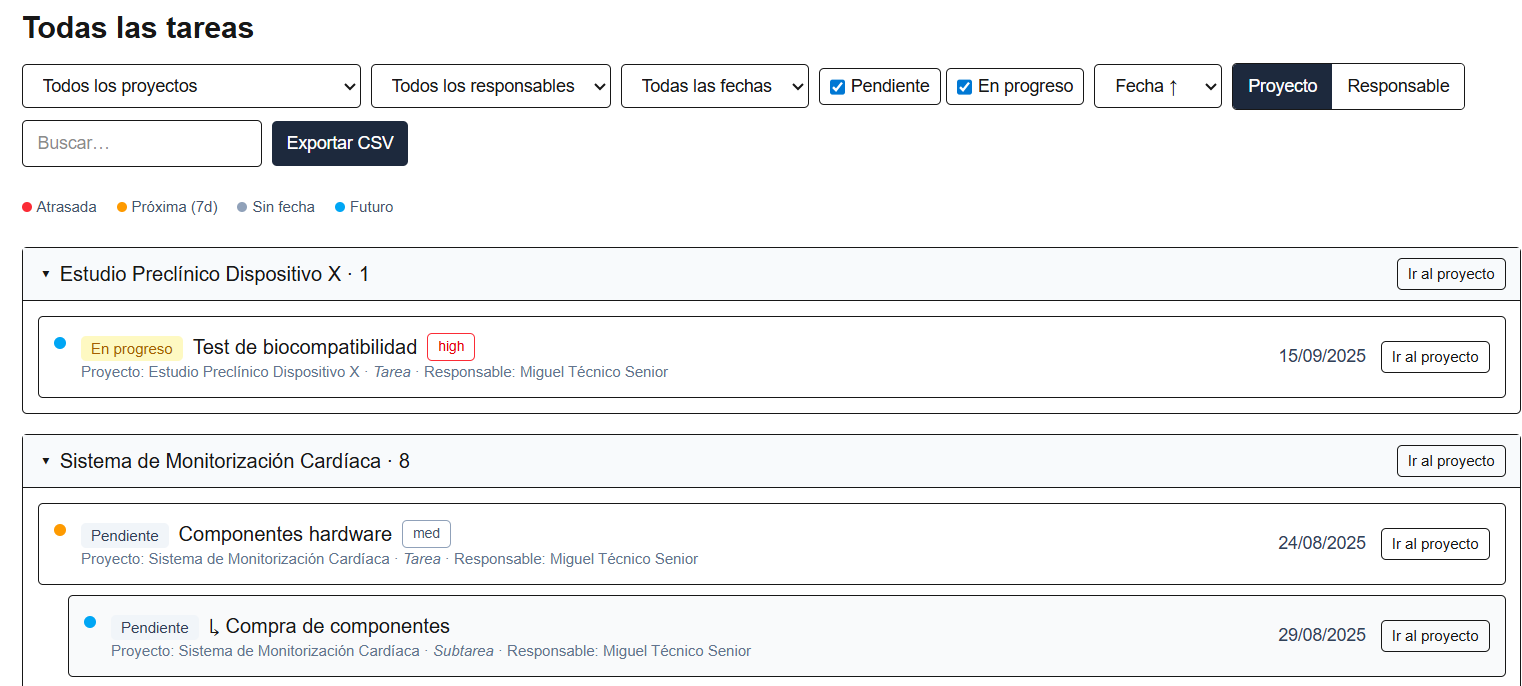 Todas las tareas
Todos los proyectos Todos los responsables Todas las fechas Pendiente En progreso Fecha ↑ Proyecto Responsable
Buscar… Exportar CSV
Atrasada Próxima (7d) Sin fecha Futuro
▾ Estudio Preclínico Dispositivo X · 1 Ir al proyecto
En progreso Test de biocompatibilidad high 15/09/2025 Ir al proyecto
Proyecto: Estudio Preclínico Dispositivo X · Tarea · Responsable: Miguel Técnico Senior
▾ Sistema de Monitorización Cardíaca · 8 Ir al proyecto
Pendiente Componentes hardware med 24/08/2025 Ir al proyecto
Proyecto: Sistema de Monitorización Cardíaca · Tarea · Responsable: Miguel Técnico Senior
Pendiente ↳ Compra de componentes 29/08/2025 Ir al proyecto
Proyecto: Sistema de Monitorización Cardíaca · Subtarea · Responsable: Miguel Técnico Senior